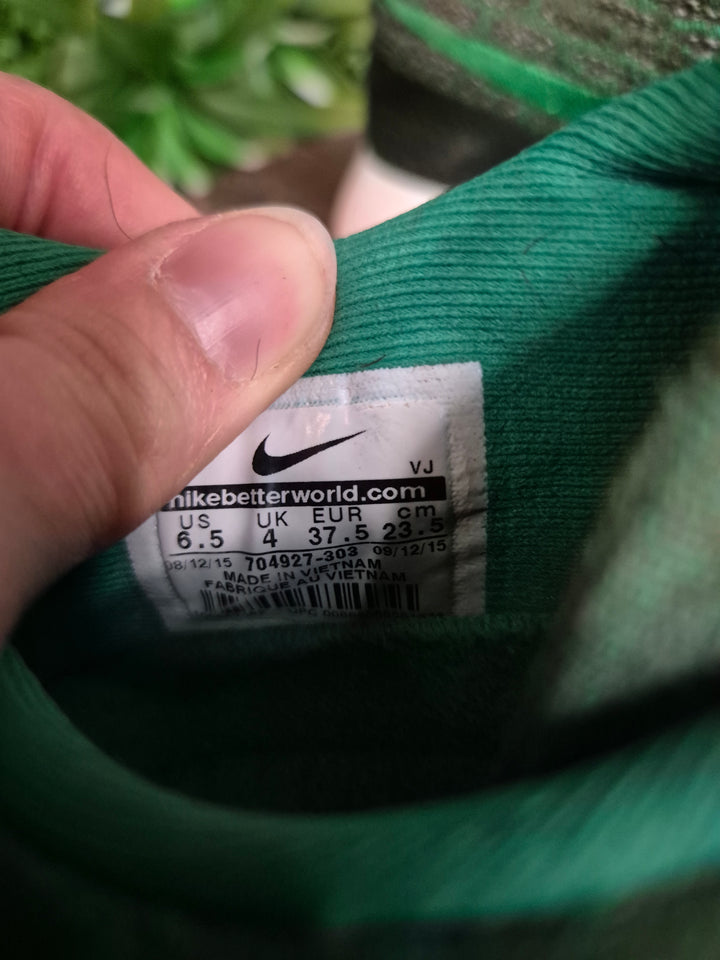 VJ
nikebetterworld.com
US UK EUR cm
6.5 4 37.5 23.5
08/12/15 704927-303 09/12/15
MADE IN VIETNAM
FABRIQUE AU VIETNAM